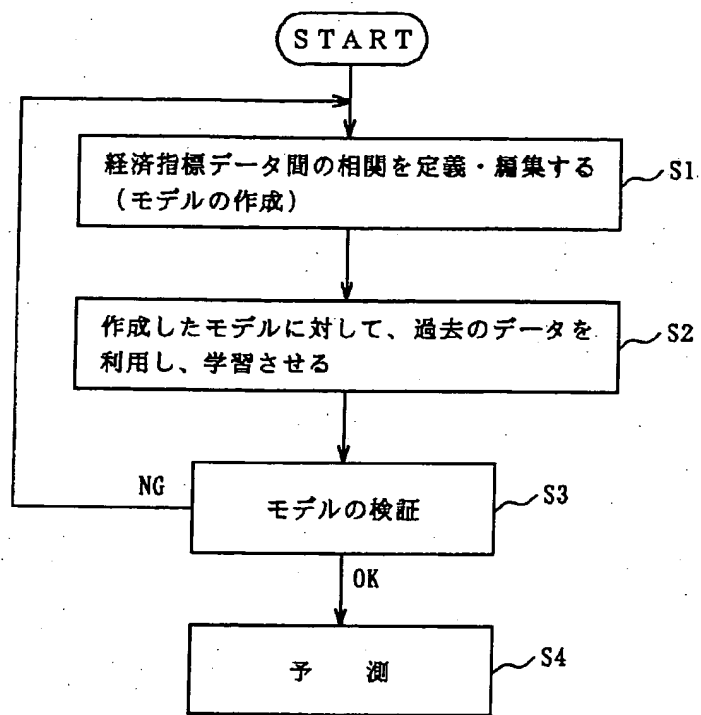 START
経済指標データ間の相関を定義・編集する
(モデルの作成)
S1
作成したモデルに対して、過去のデータを
利用し、学習させる
S2
NG
モデルの検証
S3
OK
予 測
S4